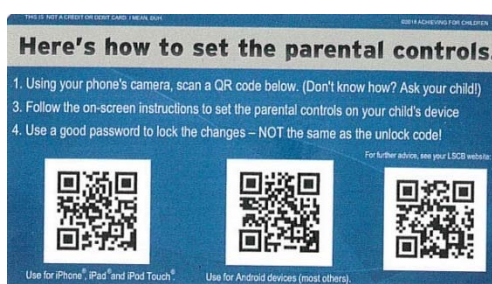 THIS IS NOT A CREDIT OR DEBIT CARD. I MEAN, DUH.
©2018 ACHIEVING FOR CHILDREN
Here's how to set the parental controls.
1. Using your phone's camera, scan a QR code below. (Don't know how? Ask your child!)
3. Follow the on-screen instructions to set the parental controls on your child's device
4. Use a good password to lock the changes – NOT the same as the unlock code!
For further advice, see your LSCB website:
Use for iPhone®, iPad® and iPod Touch®.
Use for Android devices (most others).